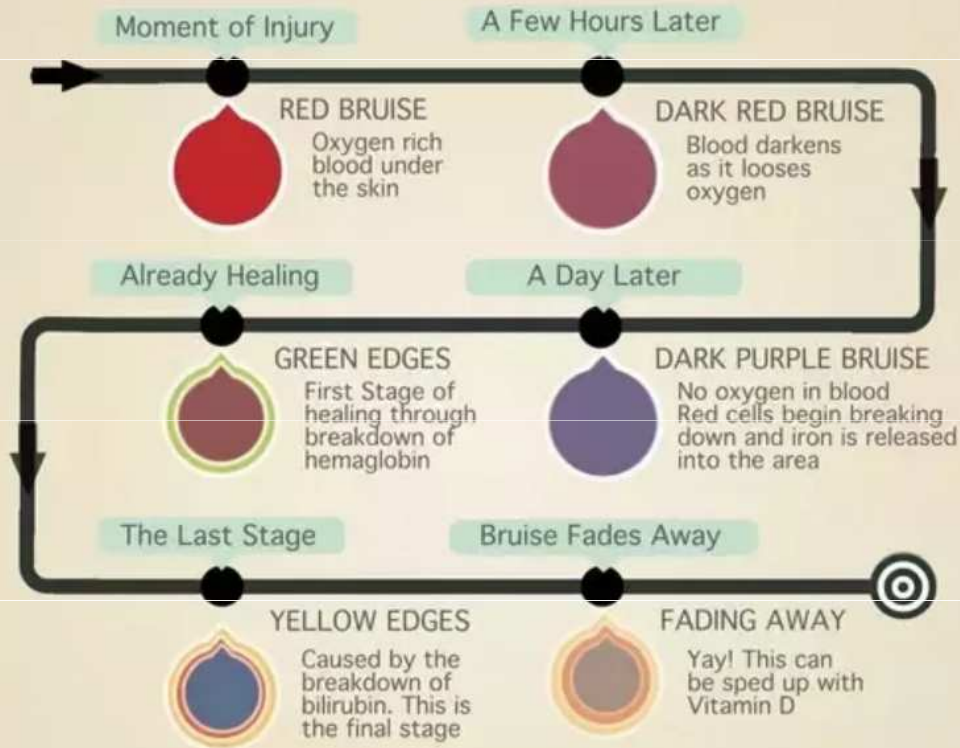 Moment of Injury
RED BRUISE
Oxygen rich
blood under
the skin
A Few Hours Later
DARK RED BRUISE
Blood darkens
as it looses
oxygen
A Day Later
DARK PURPLE BRUISE
No oxygen in blood
Red cells begin breaking
down and iron is released
into the area
Already Healing
GREEN EDGES
First Stage of
healing through
breakdown of
hemaglobin
The Last Stage
YELLOW EDGES
Caused by the
breakdown of
bilirubin. This is
the final stage
Bruise Fades Away
FADING AWAY
Yay! This can
be sped up with
Vitamin D